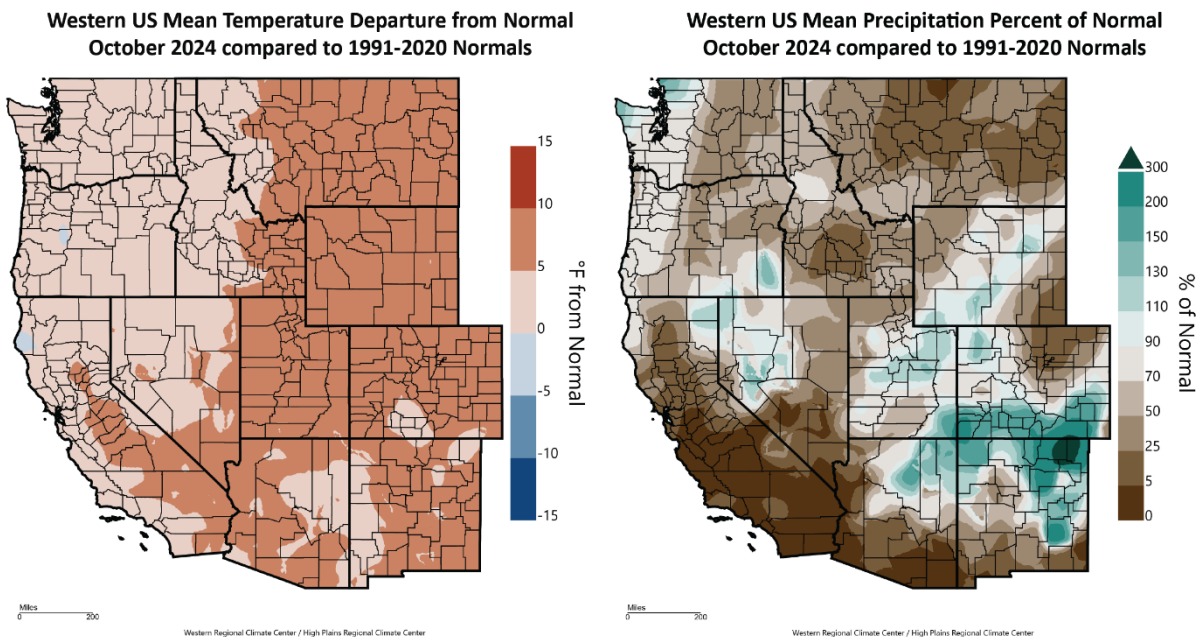 Western US Mean Temperature Departure from Normal
October 2024 compared to 1991-2020 Normals
15
10
5
0
-5
-10
-15
°F from Normal
Miles
0 200
Western Regional Climate Center / High Plains Regional Climate Center
Western US Mean Precipitation Percent of Normal
October 2024 compared to 1991-2020 Normals
300
200
150
130
110
90
70
50
25
5
0
% of Normal
Miles
0 200
Western Regional Climate Center / High Plains Regional Climate Center